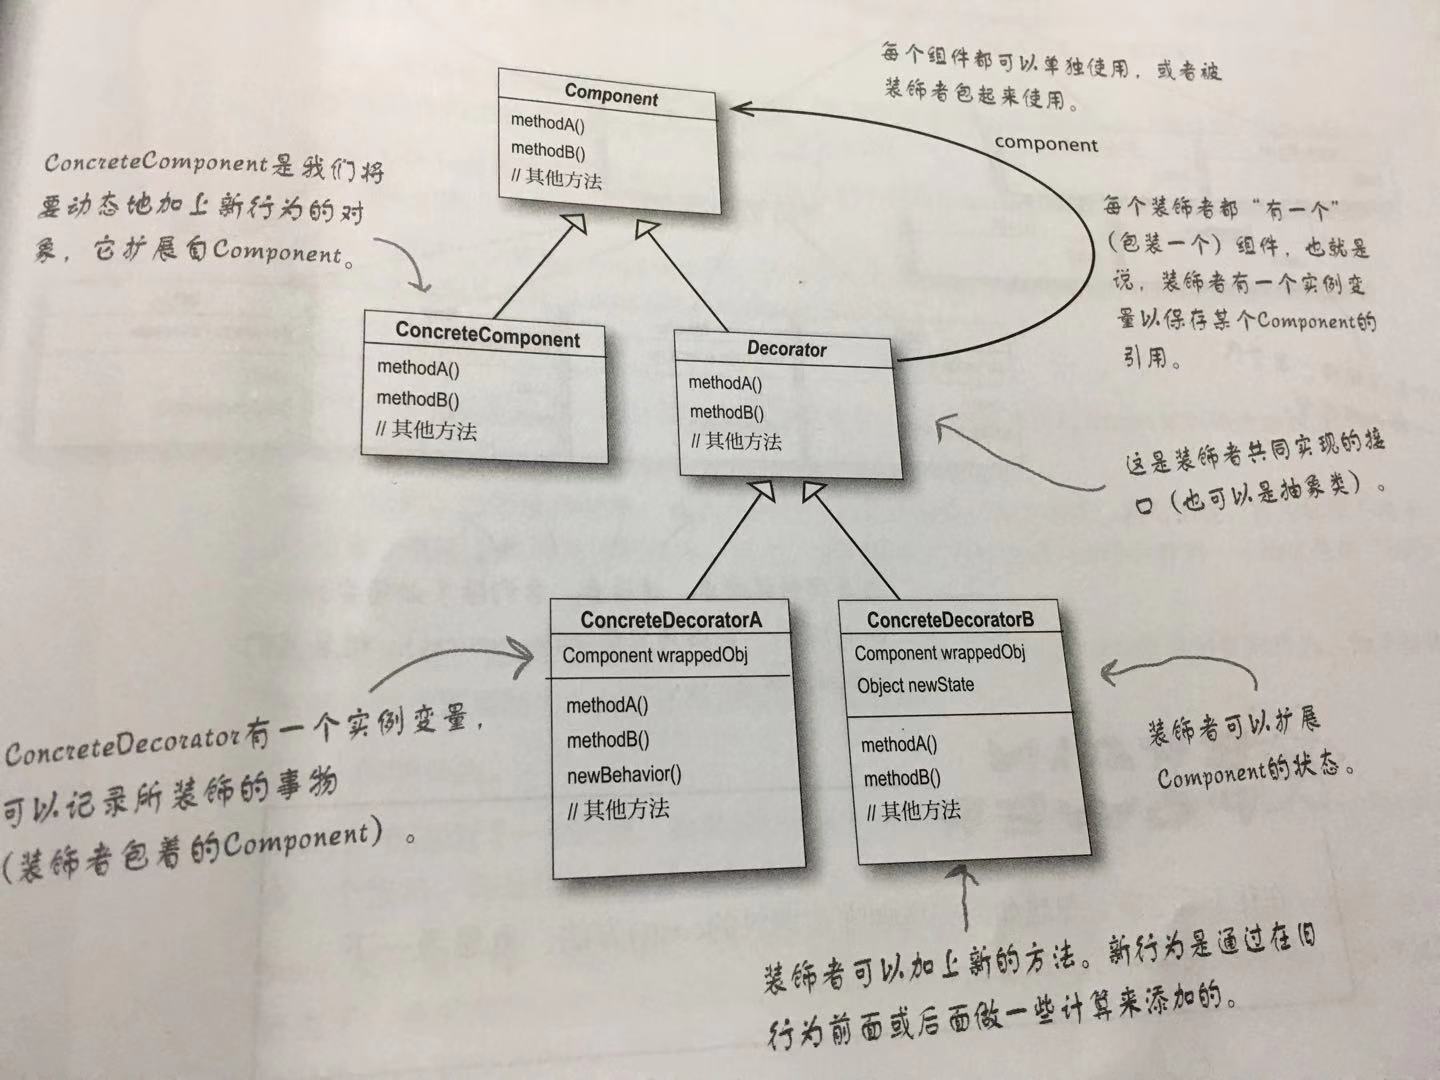 每个组件都可以单独使用，或者被
装饰者包起来使用。
Component
methodA()
methodB()
// 其他方法
component
ConcreteComponent是我们将
要动态地加上新行为的对
象，它扩展自Component。
每个装饰者都“有一个”
（包装一个）组件，也就是
说，装饰者有一个实例变
量以保存某个Component的
引用。
ConcreteComponent
methodA()
methodB()
// 其他方法
Decorator
methodA()
methodB()
// 其他方法
这是装饰者共同实现的接
口（也可以是抽象类）。
ConcreteDecoratorA
Component wrappedObj
methodA()
methodB()
newBehavior()
// 其他方法
ConcreteDecoratorB
Component wrappedObj
Object newState
methodA()
methodB()
// 其他方法
ConcreteDecorator有一个实例变量，
可以记录所装饰的事物
（装饰者包着的Component）。
装饰者可以扩展
Component的状态。
装饰者可以加上新的方法。新行为是通过在旧
行为前面或后面做一些计算来添加的。